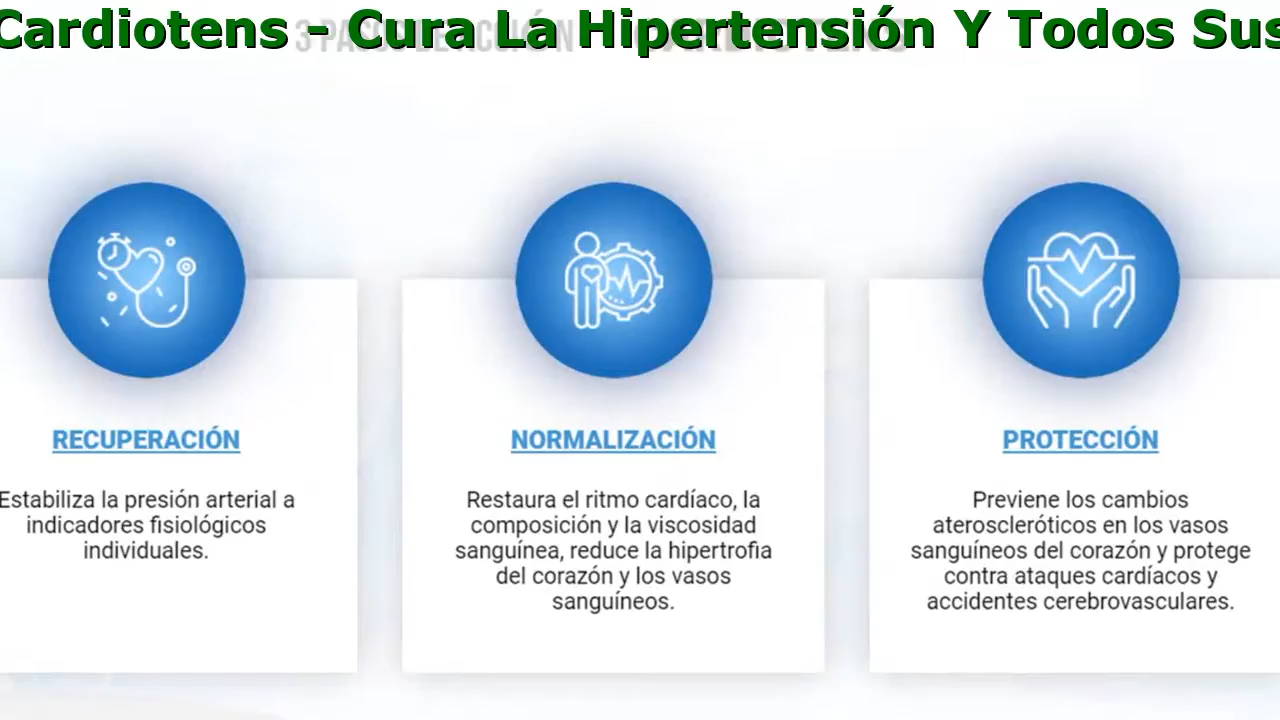 Cardiotens - Cura La Hipertensión Y Todos Sus
RECUPERACIÓN
Estabiliza la presión arterial a
indicadores fisiológicos
individuales.
NORMALIZACIÓN
Restaura el ritmo cardíaco, la
composición y la viscosidad
sanguínea, reduce la hipertrofia
del corazón y los vasos
sanguíneos.
PROTECCIÓN
Previene los cambios
ateroscleróticos en los vasos
sanguíneos del corazón y protege
contra ataques cardíacos y
accidentes cerebrovasculares.